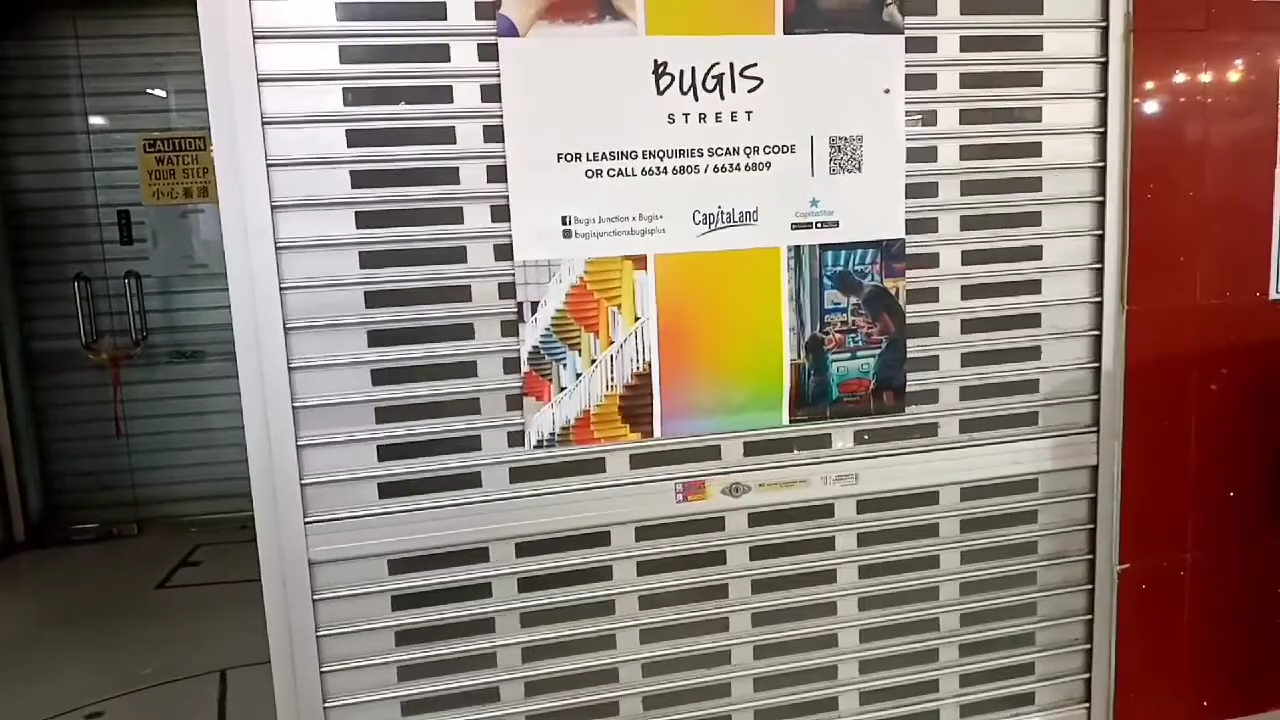 BUGIS
STREET
FOR LEASING ENQUIRIES SCAN QR CODE
OR CALL 6634 6805 / 6634 6809
Bugis Junction x Bugis+
bugisjunctionxbugisplus
CapitaLand
CapitaStar
CAUTION
WATCH
YOUR STEP
小心看路